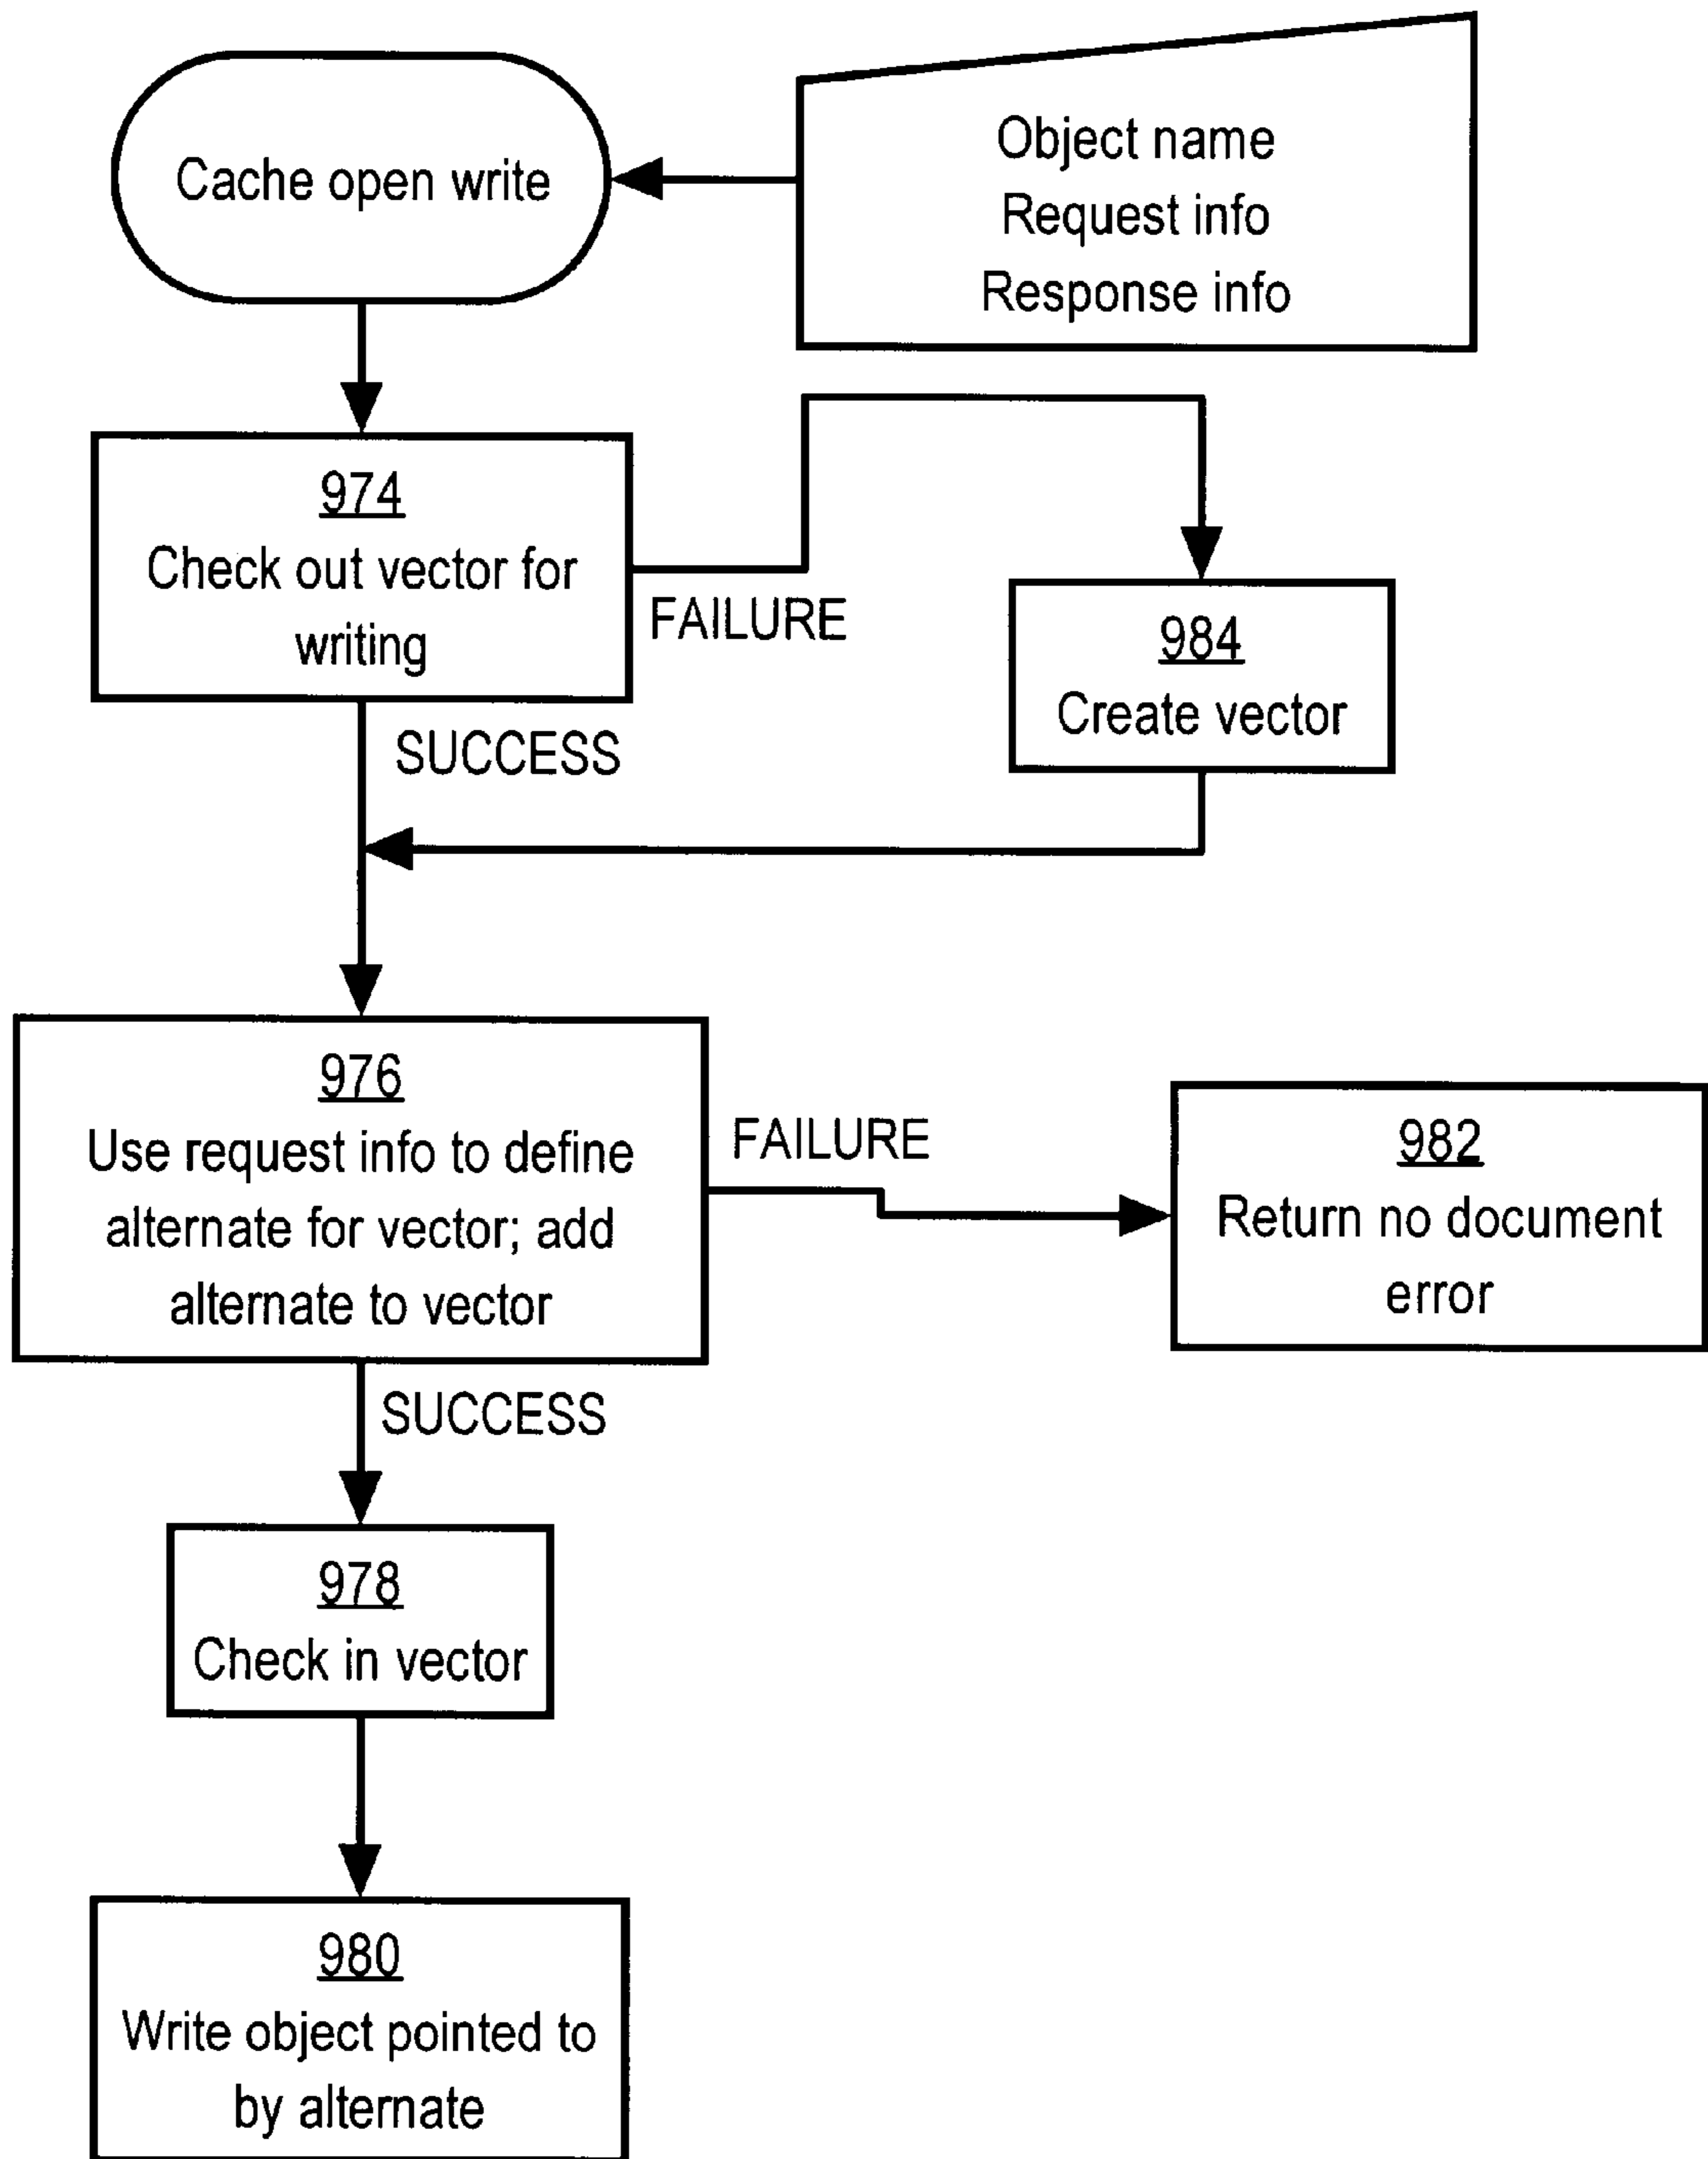 Cache open write
Object name
Request info
Response info
974
Check out vector for
writing
FAILURE
984
Create vector
SUCCESS
976
Use request info to define
alternate for vector; add
alternate to vector
FAILURE
982
Return no document
error
SUCCESS
978
Check in vector
980
Write object pointed to
by alternate